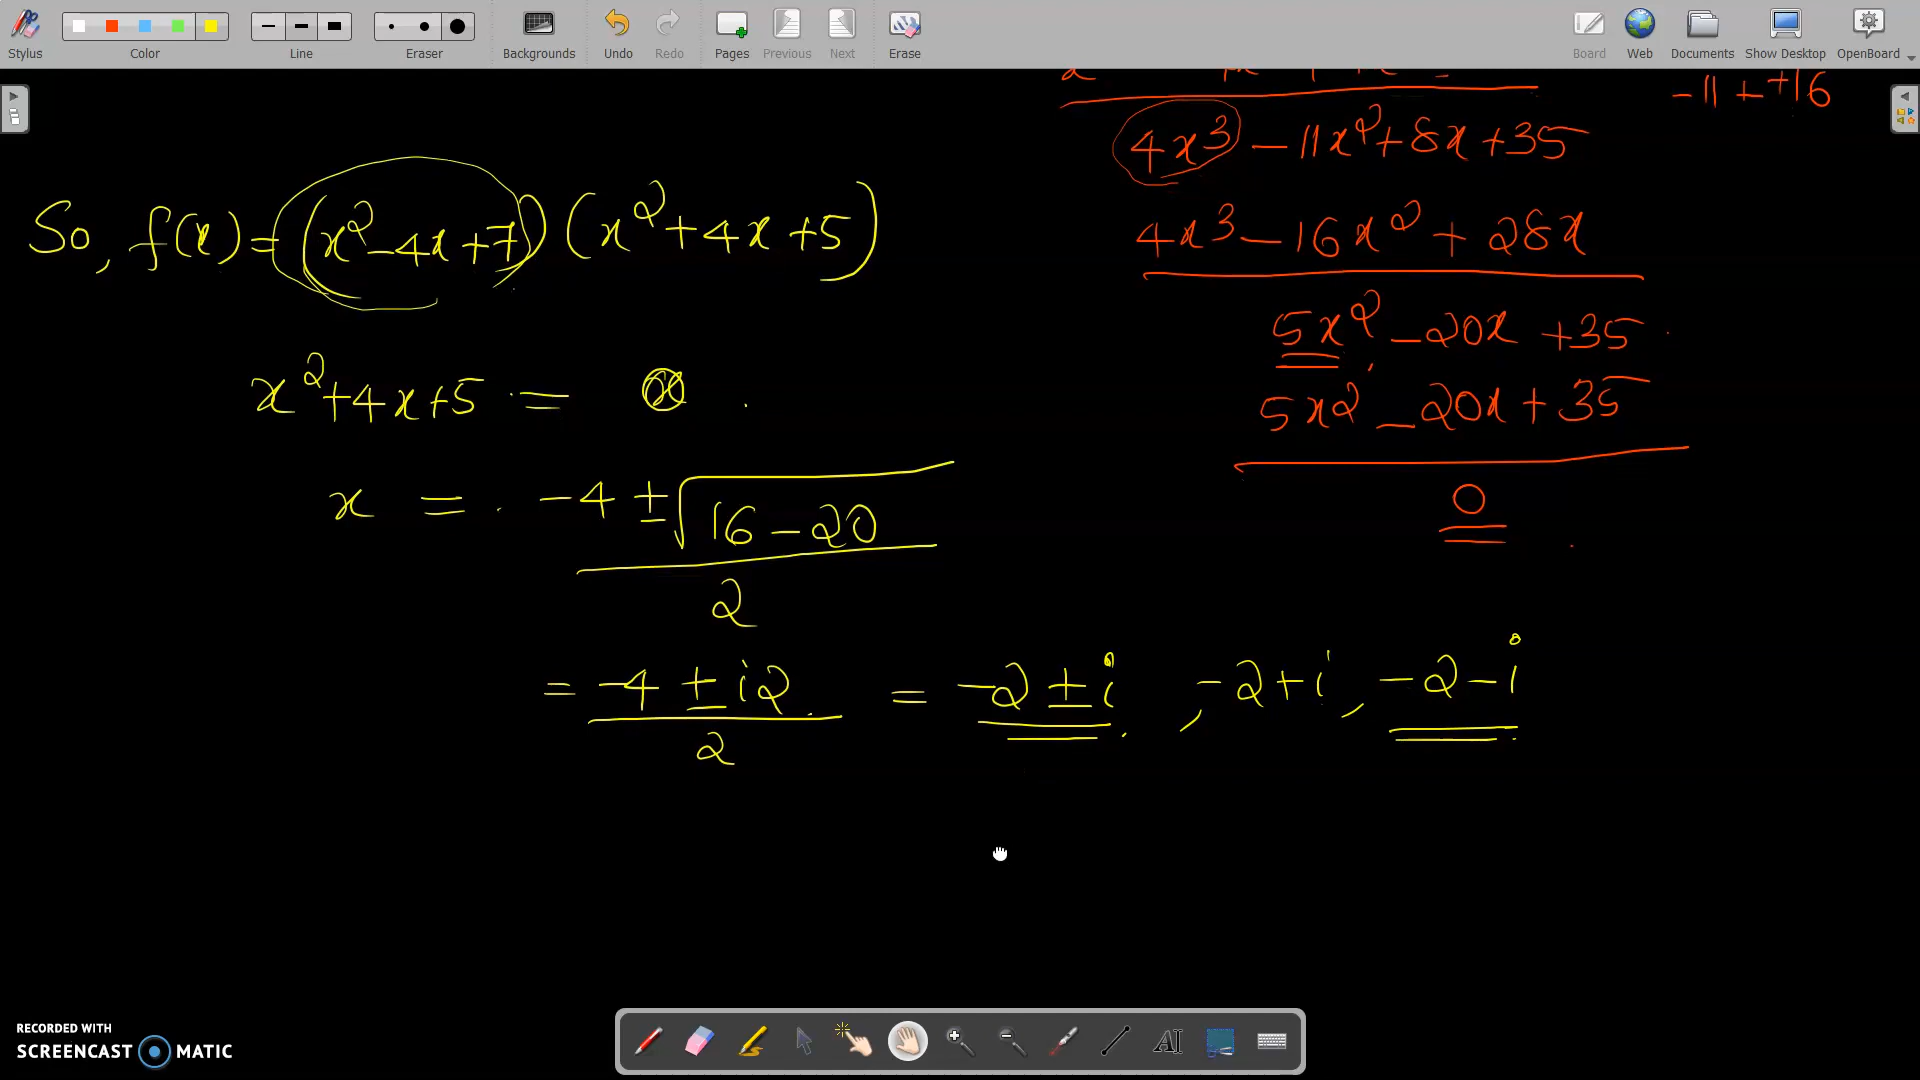 Stylus Color Line Eraser Backgrounds Undo Redo Pages Previous Next Erase Board Web Documents Show Desktop OpenBoard
-11 + +16
4x³ - 11x² + 8x + 35
So, f(x) = (x² - 4x + 7) (x² + 4x + 5)
4x³ - 16x² + 28x
5x² - 20x + 35
x² + 4x + 5 = 0
5x² - 20x + 35
x = -4 ± √16 - 20
2
0
= -4 ± i2 = -2 ± i , -2 + i , -2 - i
2
RECORDED WITH
SCREENCAST MATIC